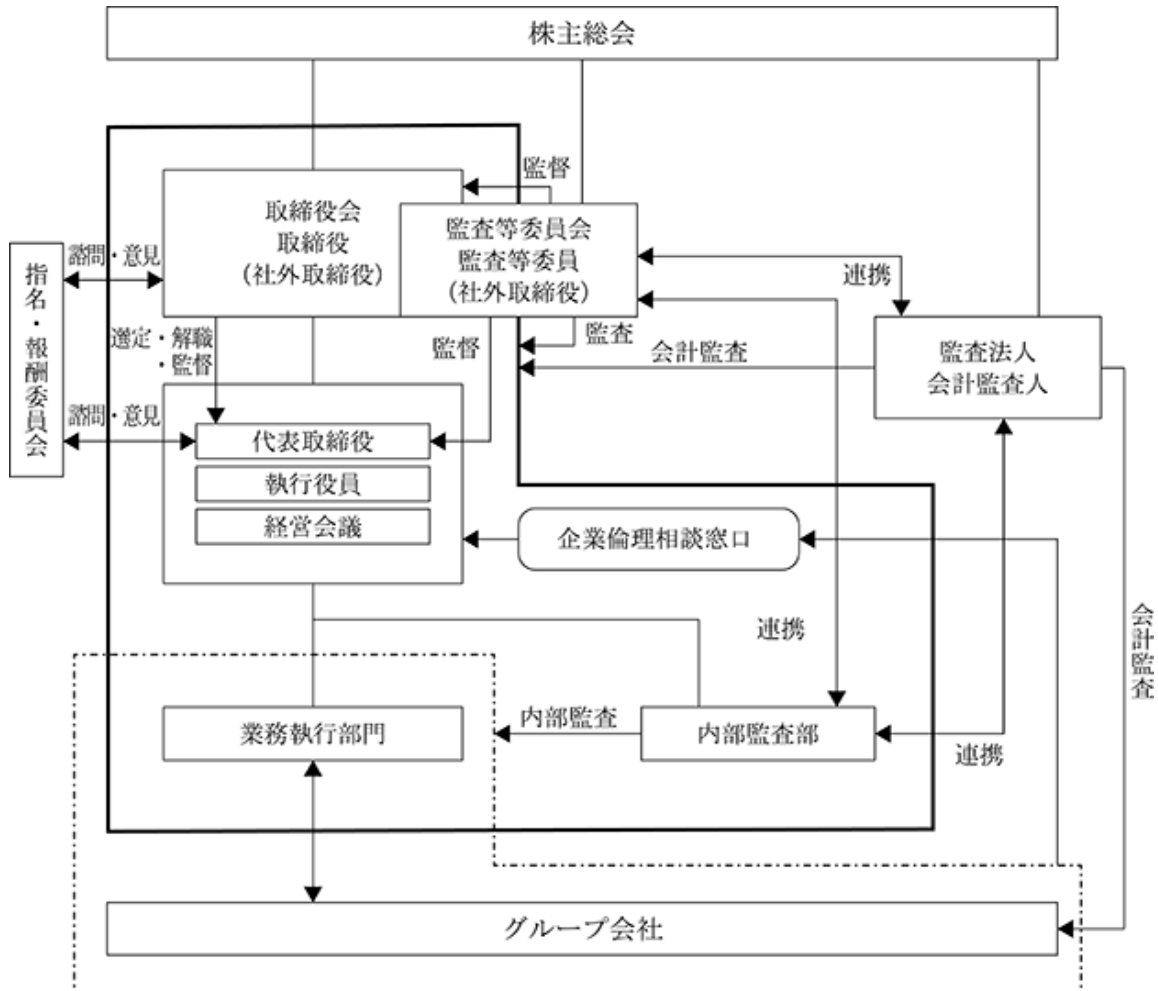 株主総会
監督
取締役会
取締役
(社外取締役)
監査等委員会
監査等委員
(社外取締役)
諮問・意見
指名・報酬委員会
連携
選定・解職
・監督
監督
監査
会計監査
監査法人
会計監査人
諮問・意見
代表取締役
執行役員
経営会議
企業倫理相談窓口
連携
会計監査
業務執行部門
内部監査
内部監査部
連携
グループ会社